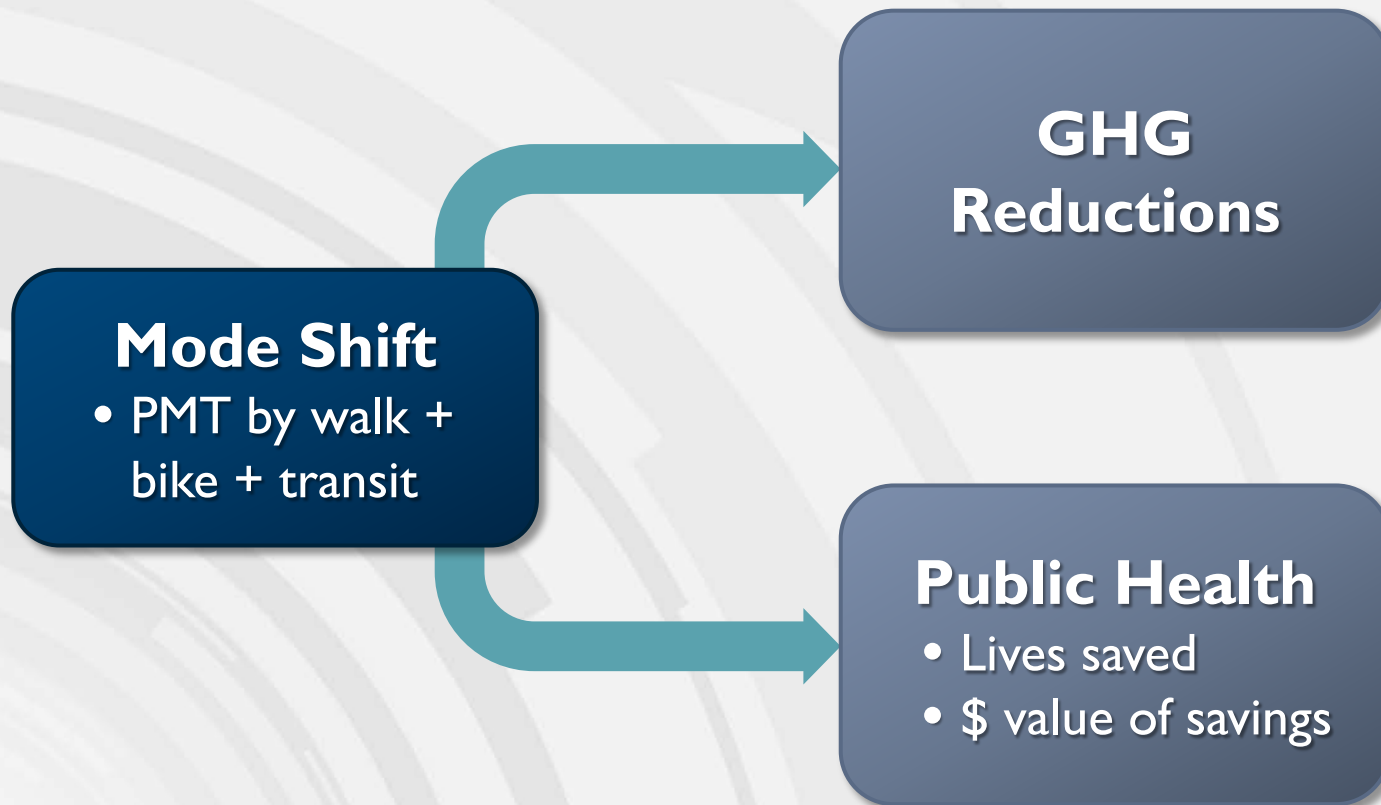 Mode Shift
• PMT by walk +
bike + transit
GHG
Reductions
Public Health
• Lives saved
• $ value of savings